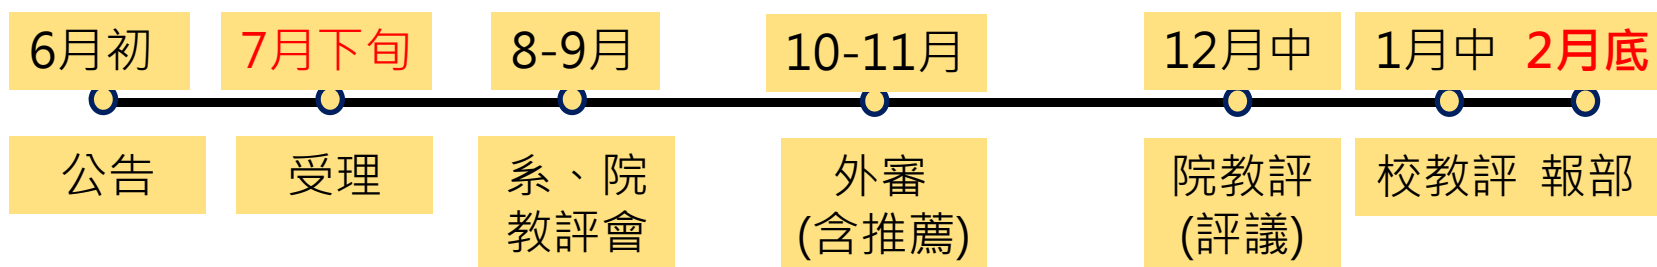 6月初
7月下旬
8-9月
10-11月
12月中
1月中
2月底
公告
受理
系、院
教評會
外審
(含推薦)
院教評
(評議)
校教評
報部